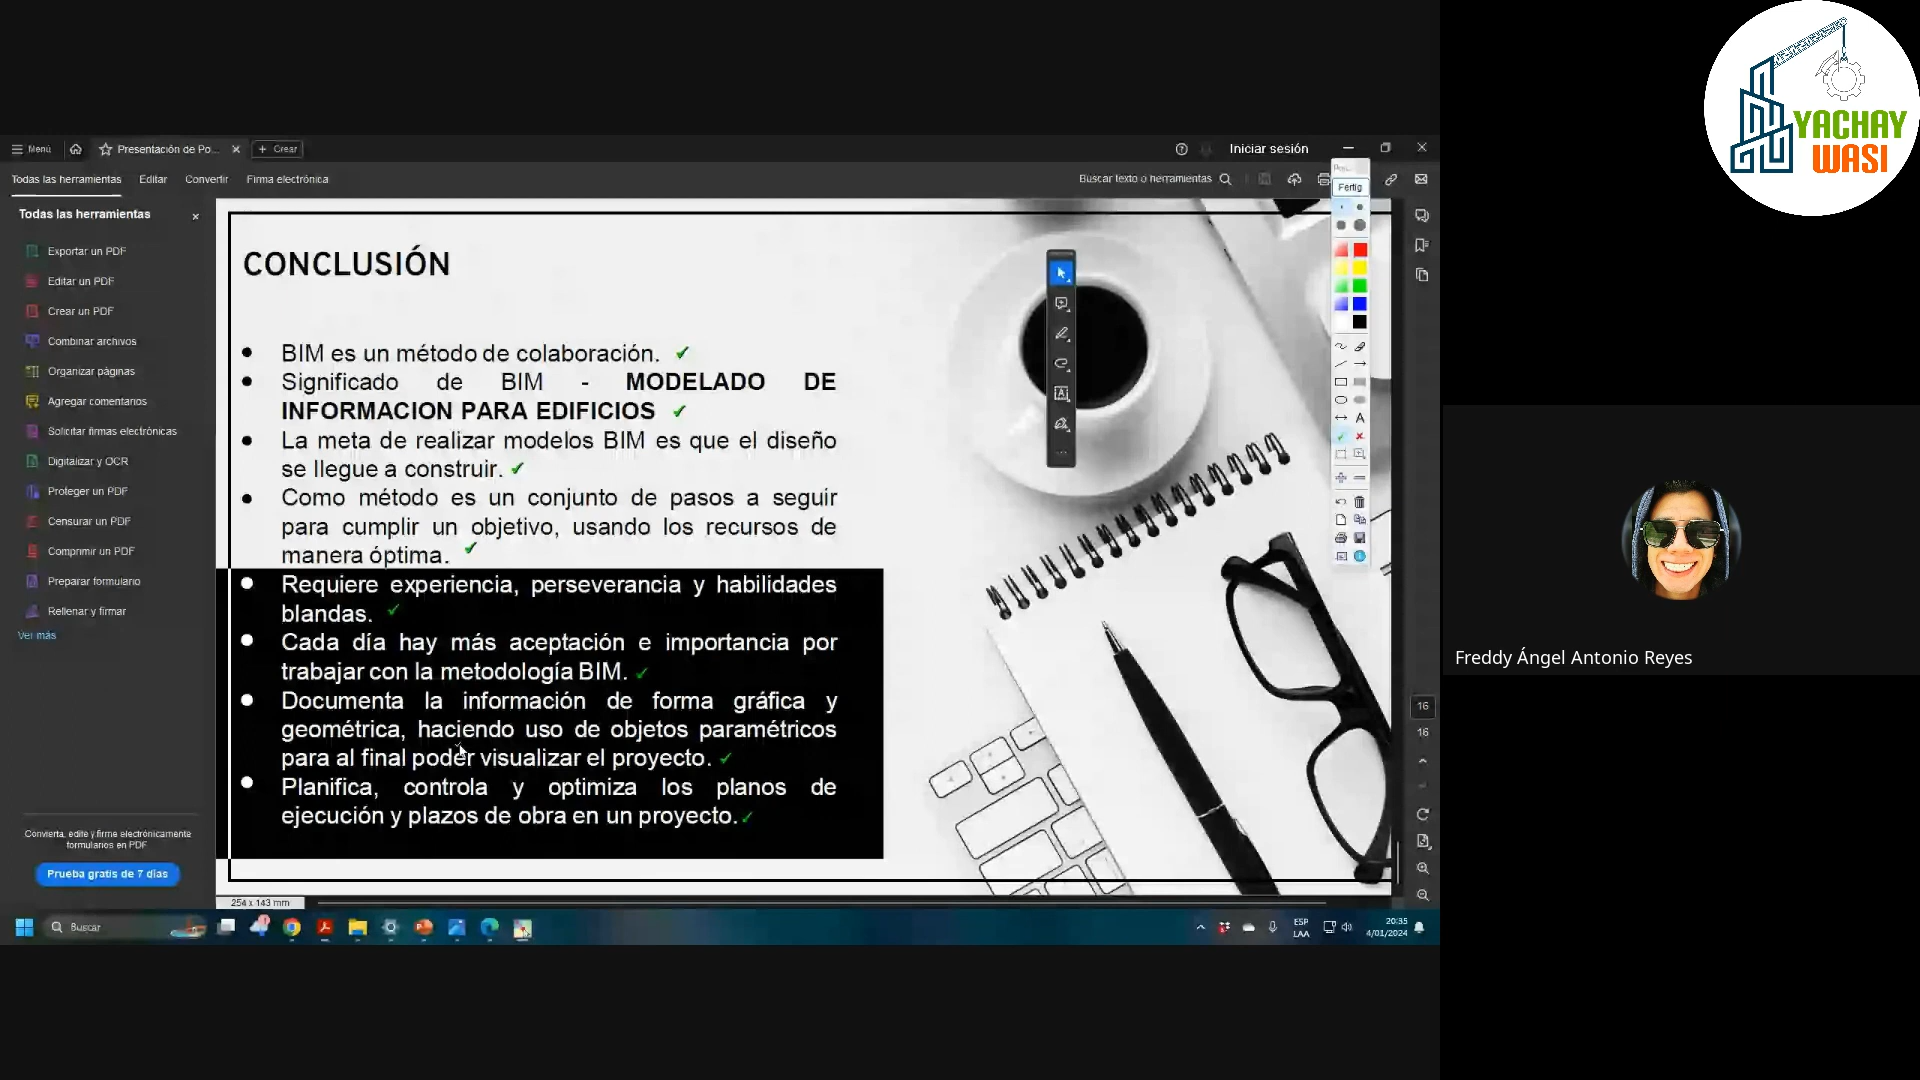 YACHAY
WASI
Menú
Presentación de Po...
Crear
Iniciar sesión
Todas las herramientas
Editar
Convertir
Firma electrónica
Buscar texto o herramientas
Fertig
Todas las herramientas
Exportar un PDF
Editar un PDF
Crear un PDF
Combinar archivos
Organizar páginas
Agregar comentarios
Solicitar firmas electrónicas
Digitalizar y OCR
Proteger un PDF
Censurar un PDF
Comprimir un PDF
Preparar formulario
Rellenar y firmar
Ver más
Convierta, edite y firme electrónicamente
formularios en PDF
Prueba gratis de 7 días
CONCLUSIÓN
BIM es un método de colaboración.
Significado de BIM - MODELADO DE
INFORMACION PARA EDIFICIOS
La meta de realizar modelos BIM es que el diseño
se llegue a construir.
Como método es un conjunto de pasos a seguir
para cumplir un objetivo, usando los recursos de
manera óptima.
Requiere experiencia, perseverancia y habilidades
blandas.
Cada día hay más aceptación e importancia por
trabajar con la metodología BIM.
Documenta la información de forma gráfica y
geométrica, haciendo uso de objetos paramétricos
para al final poder visualizar el proyecto.
Planifica, controla y optimiza los planos de
ejecución y plazos de obra en un proyecto.
16
16
254 x 143 mm
Buscar
ESP
LAA
20:35
4/01/2024
Freddy Ángel Antonio Reyes